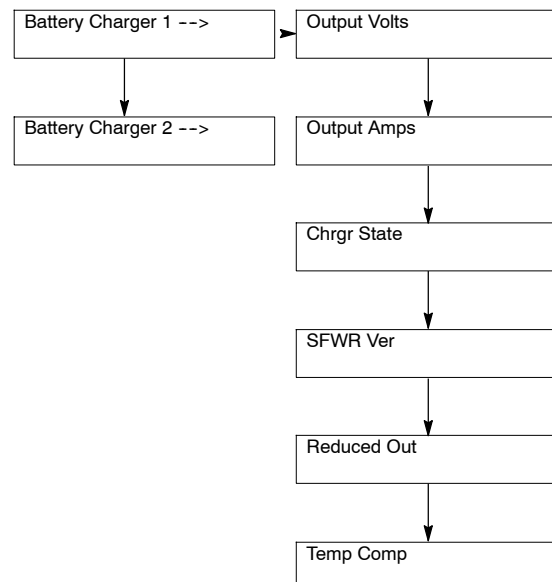 Battery Charger 1 -->
Output Volts
Battery Charger 2 -->
Output Amps
Chrgr State
SFWR Ver
Reduced Out
Temp Comp